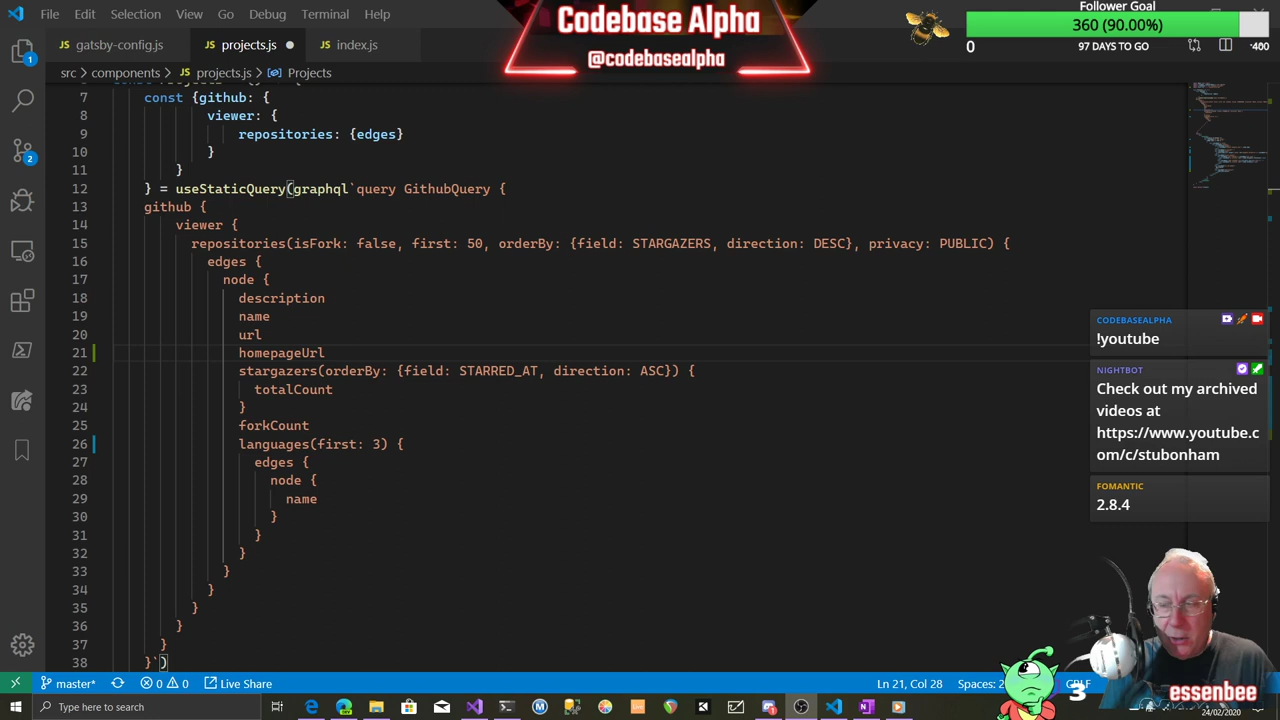 File Edit Selection View Go Debug Terminal Help
Codebase Alpha
@codebasealpha
Follower Goal
360 (90.00%)
0 97 DAYS TO GO 400
gatsby-config.js projects.js index.js
src > components > projects.js > Projects
7 const {github: {
8 viewer: {
9 repositories: {edges}
10 }
11 }
12 } = useStaticQuery(graphql`query GithubQuery {
13 github {
14 viewer {
15 repositories(isFork: false, first: 50, orderBy: {field: STARGAZERS, direction: DESC}, privacy: PUBLIC) {
16 edges {
17 node {
18 description
19 name
20 url
21 homepageUrl
22 stargazers(orderBy: {field: STARRED_AT, direction: ASC}) {
23 totalCount
24 }
25 forkCount
26 languages(first: 3) {
27 edges {
28 node {
29 name
30 }
31 }
32 }
33 }
34 }
35 }
36 }
37 }
38 }`)
1
2
CODEBASEALPHA
!youtube
NIGHTBOT
Check out my archived
videos at
https://www.youtube.c
om/c/stubonham
FOMANTIC
2.8.4
3
essenbee
master* 0 0 Live Share Ln 21, Col 28 Spaces: 2 CRLF
Type here to search
24/02/2020